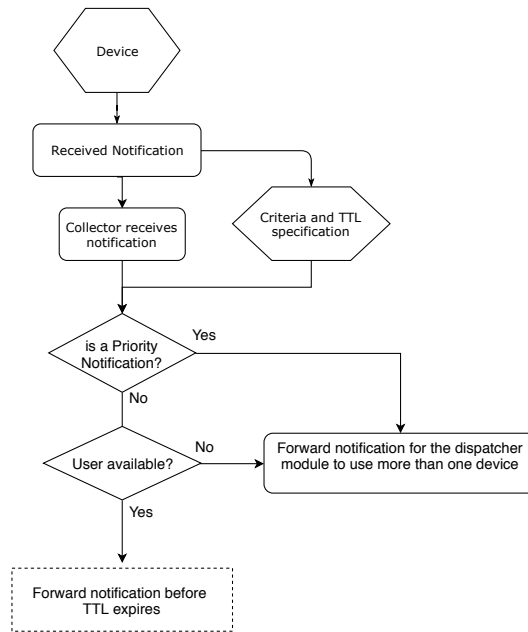 Device
Received Notification
Collector receives
notification
Criteria and TTL
specification
is a Priority
Notification?
Yes
No
User available?
No
Forward notification for the dispatcher
module to use more than one device
Yes
Forward notification before
TTL expires